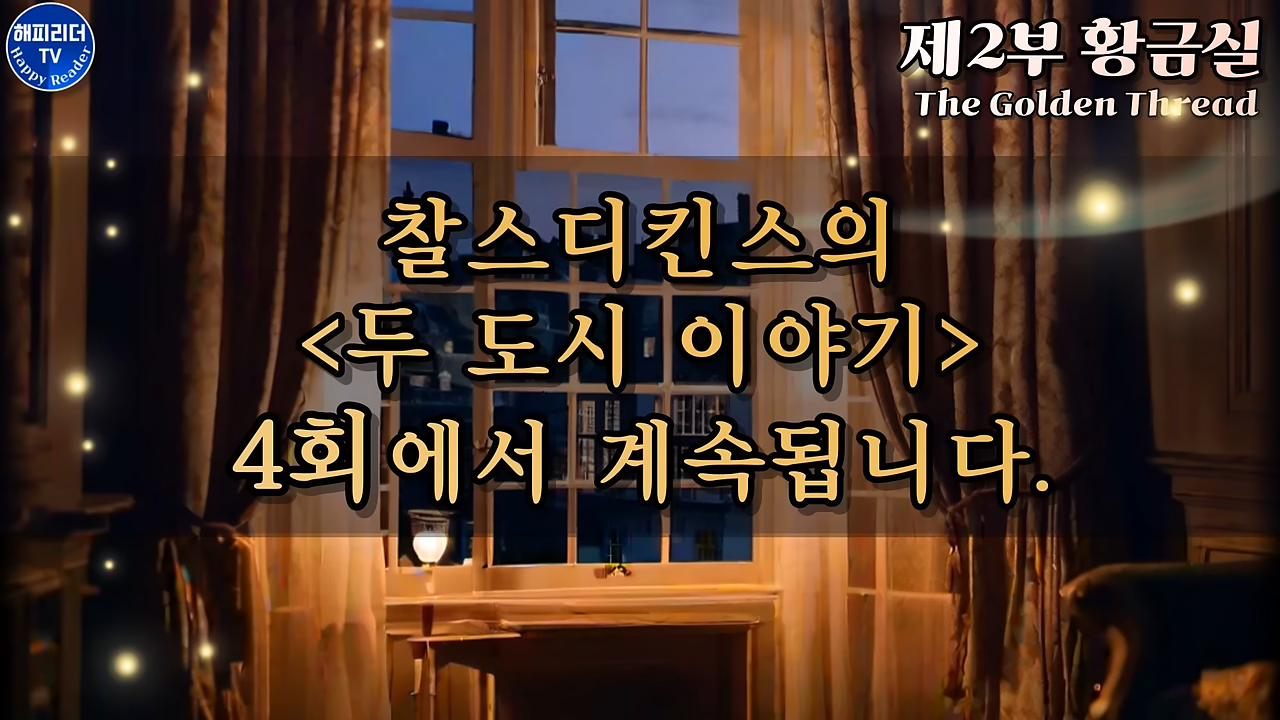 해피리더
TV
Happy Reader
제2부 황금실
The Golden Thread
찰스디킨스의
<두 도시 이야기>
4회에서 계속됩니다.